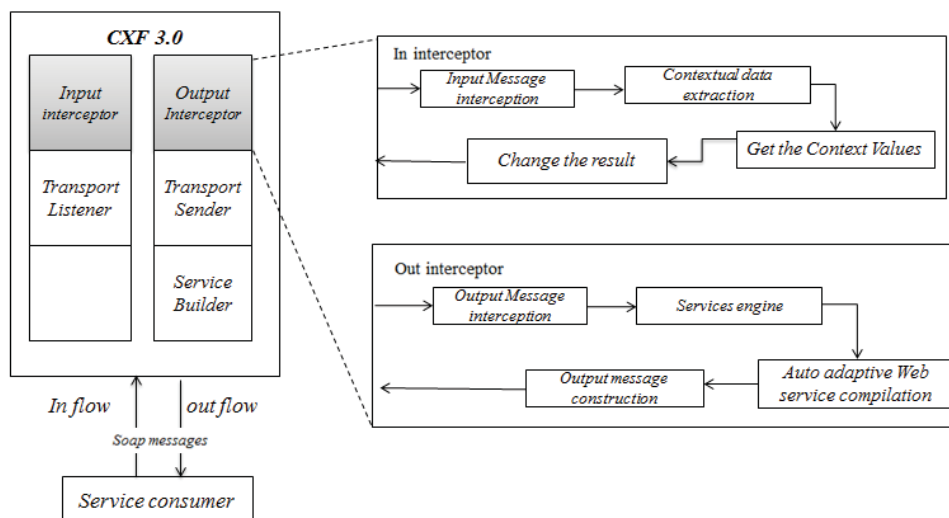 CXF 3.0
Input
interceptor
Output
Interceptor
Transport
Listener
Transport
Sender
Service
Builder
In flow
out flow
Soap messages
Service consumer
In interceptor
Input Message
interception
Contextual data
extraction
Get the Context Values
Change the result
Out interceptor
Output Message
interception
Services engine
Auto adaptive Web
service compilation
Output message
construction